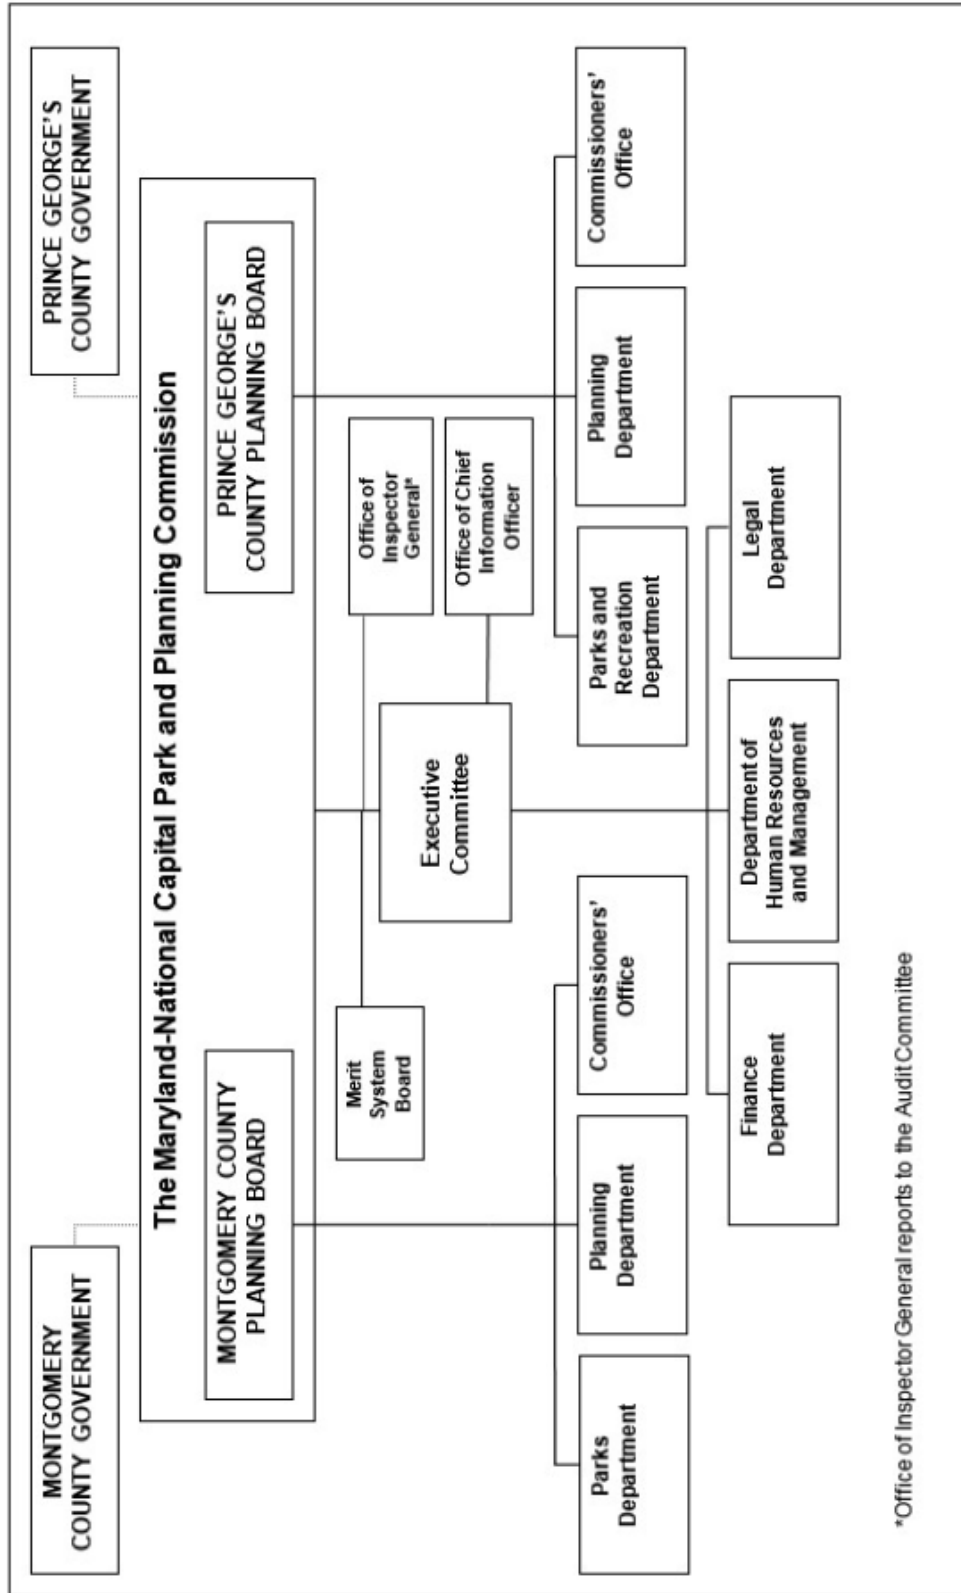 MONTGOMERY
COUNTY GOVERNMENT
PRINCE GEORGE'S
COUNTY GOVERNMENT
The Maryland-National Capital Park and Planning Commission
MONTGOMERY COUNTY
PLANNING BOARD
PRINCE GEORGE'S
COUNTY PLANNING BOARD
Merit
System
Board
Office of
Inspector
General*
Executive
Committee
Office of Chief
Information
Officer
Parks
Department
Planning
Department
Commissioners'
Office
Parks and
Recreation
Department
Planning
Department
Commissioners'
Office
Finance
Department
Department of
Human Resources
and Management
Legal
Department
*Office of Inspector General reports to the Audit Committee